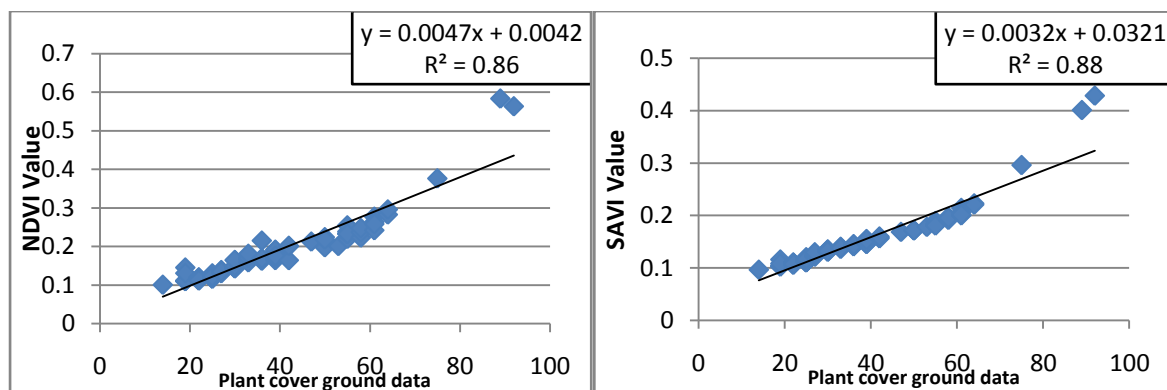 y = 0.0047x + 0.0042
R² = 0.86
0.7
0.6
0.5
0.4
0.3
0.2
0.1
0
NDVI Value
0 20 40 60 80 100
Plant cover ground data
y = 0.0032x + 0.0321
R² = 0.88
0.5
0.4
0.3
0.2
0.1
0
SAVI Value
0 20 40 60 80 100
Plant cover ground data